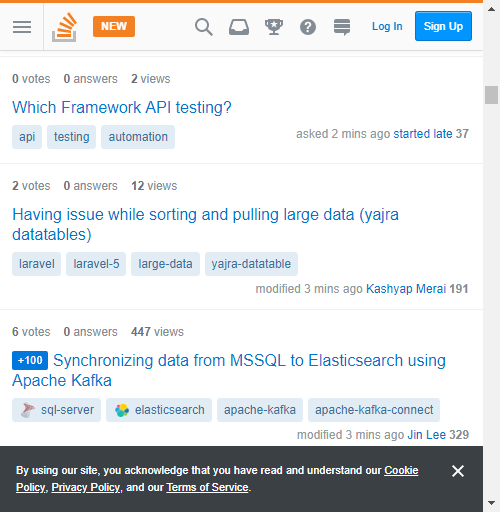 NEW
Log In
Sign Up
0 votes 0 answers 2 views
Which Framework API testing?
api testing automation
asked 2 mins ago started late 37
2 votes 0 answers 12 views
Having issue while sorting and pulling large data (yajra
datatables)
laravel laravel-5 large-data yajra-datatable
modified 3 mins ago Kashyap Merai 191
6 votes 0 answers 447 views
+100 Synchronizing data from MSSQL to Elasticsearch using
Apache Kafka
sql-server elasticsearch apache-kafka apache-kafka-connect
modified 3 mins ago Jin Lee 329
By using our site, you acknowledge that you have read and understand our Cookie
Policy, Privacy Policy, and our Terms of Service.